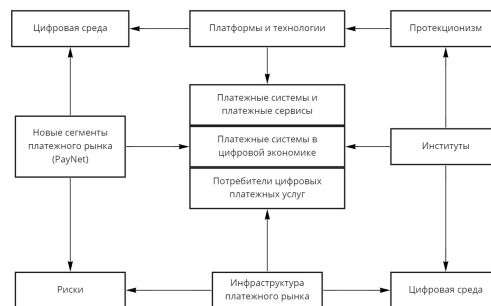 Цифровая среда
Платформы и технологии
Протекционизм
Платежные системы и
платежные сервисы
Новые сегменты
платежного рынка
(PayNet)
Платежные системы в
цифровой экономике
Институты
Потребители цифровых
платежных услуг
Риски
Инфраструктура
платежного рынка
Цифровая среда